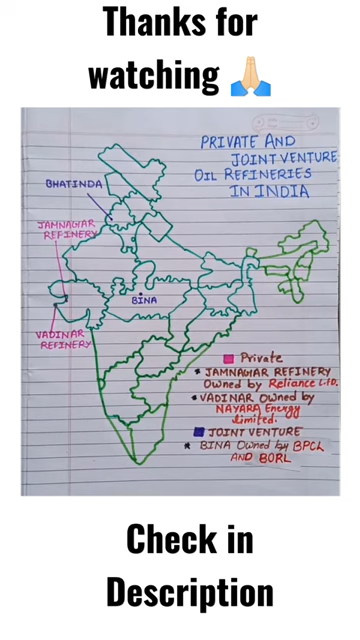 Thanks for
watching 🙏🏻
PRIVATE AND
JOINT VENTURE
OIL REFINERIES
IN INDIA
BHATINDA
JAMNAGAR
REFINERY
BINA
VADINAR
REFINERY
Private
* JAMNAGAR REFINERY
Owned by Reliance LTD.
* VADINAR Owned by
NAYARA Energy
limited.
JOINT VENTURE
* BINA Owned by BPCL
AND BORL
Check in
Description